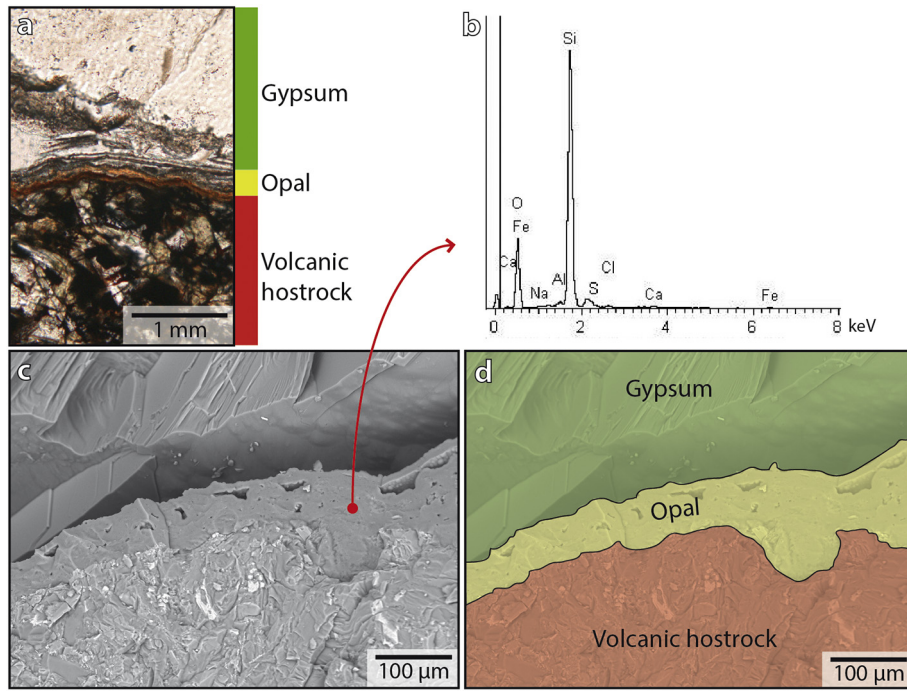 a
Gypsum
Opal
Volcanic
hostrock
1 mm
b
Si
O
Fe
Ca
Na
Al
S
Cl
Ca
Fe
0 2 4 6 8 keV
c
100 µm
d
Gypsum
Opal
Volcanic hostrock
100 µm